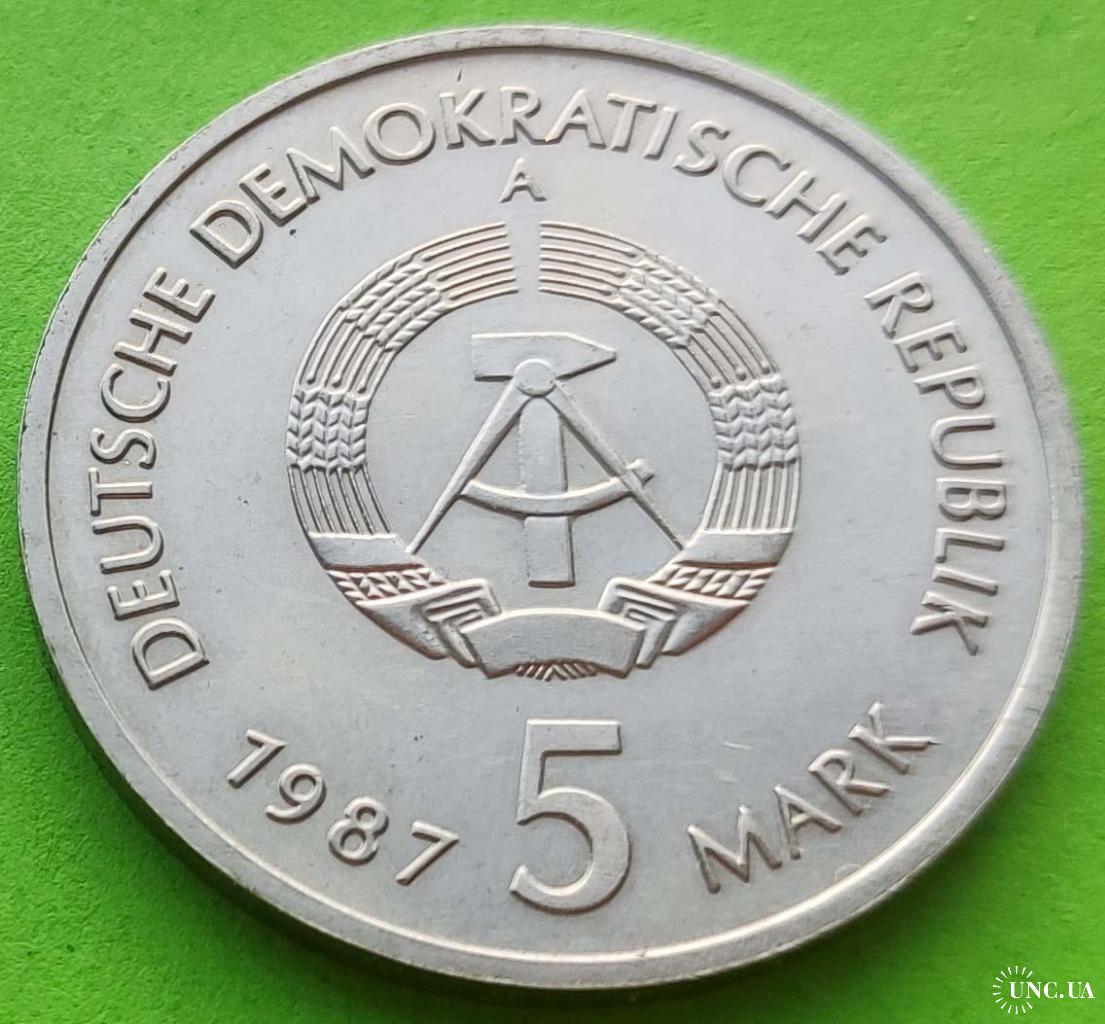 DEUTSCHE DEMOKRATISCHE REPUBLIK
A
1987 5 MARK
UNC.UA